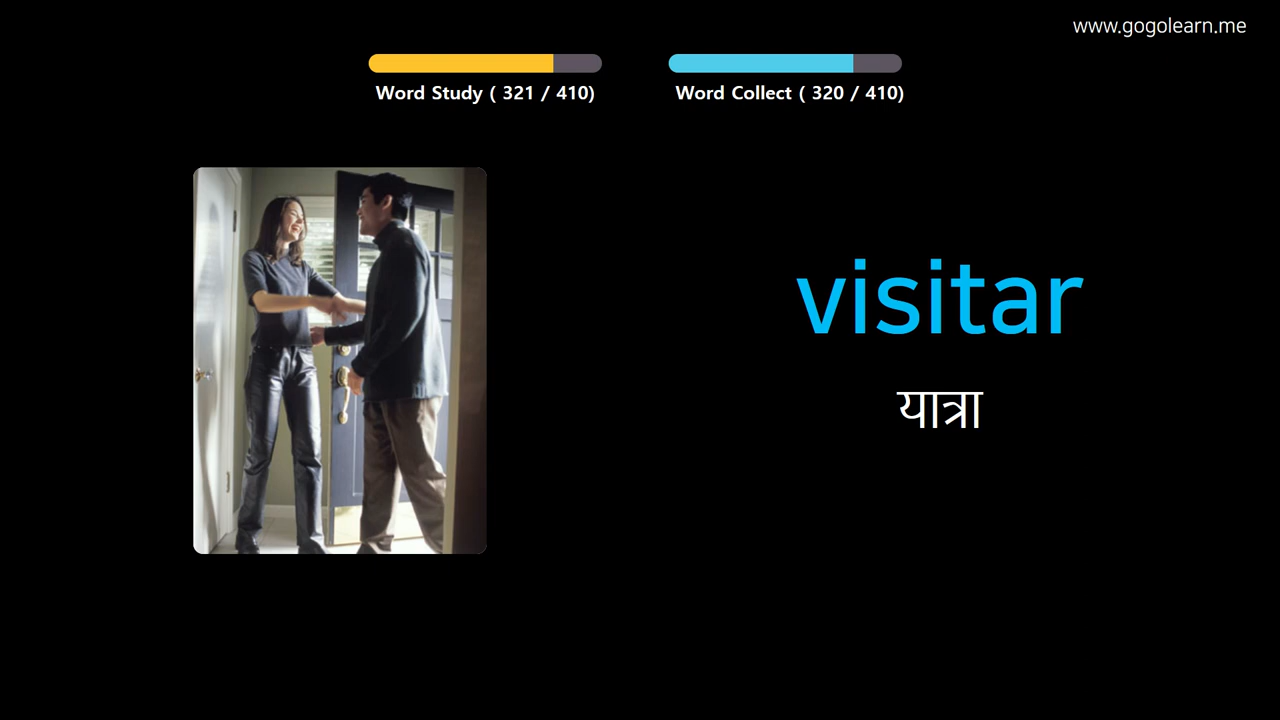 www.gogolearn.me
Word Study ( 321 / 410)
Word Collect ( 320 / 410)
visitar
यात्रा